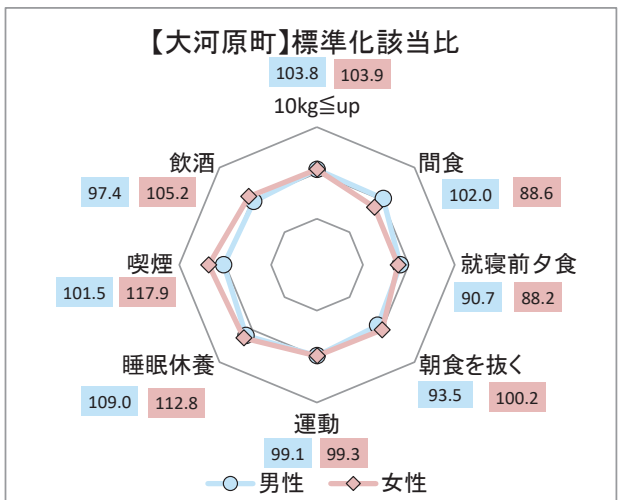 【大河原町】標準化該当比
103.8 103.9
10kg≦up
飲酒
97.4 105.2
間食
102.0 88.6
喫煙
101.5 117.9
就寝前夕食
90.7 88.2
睡眠休養
109.0 112.8
朝食を抜く
93.5 100.2
運動
99.1 99.3
男性 女性